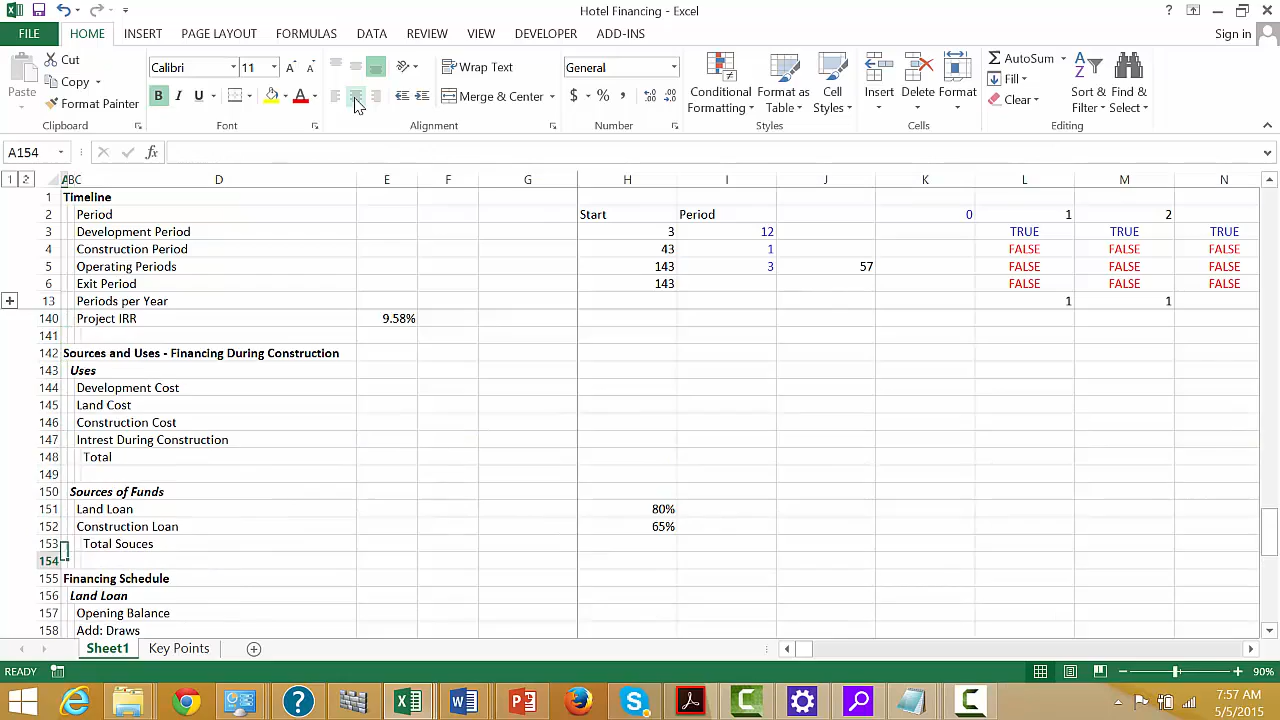 Hotel Financing - Excel
?
FILE HOME INSERT PAGE LAYOUT FORMULAS DATA REVIEW VIEW DEVELOPER ADD-INS Sign in
Paste Cut Copy Format Painter Clipboard
Calibri 11 B I U A Font
Wrap Text Merge & Center Alignment
General $ % , Number
Conditional Formatting Format as Table Cell Styles Styles
Insert Delete Format Cells
AutoSum Fill Clear Sort & Filter Find & Select Editing
A154 fx
1 2 A B C D E F G H I J K L M N
1 Timeline
2 Period Start Period 0 1 2
3 Development Period 3 12 TRUE TRUE TRUE
4 Construction Period 43 1 FALSE FALSE FALSE
5 Operating Periods 143 3 57 FALSE FALSE FALSE
6 Exit Period 143 FALSE FALSE FALSE
13 Periods per Year 1 1
140 Project IRR 9.58%
141
142 Sources and Uses - Financing During Construction
143 Uses
144 Development Cost
145 Land Cost
146 Construction Cost
147 Intrest During Construction
148 Total
149
150 Sources of Funds
151 Land Loan 80%
152 Construction Loan 65%
153 Total Souces
154
155 Financing Schedule
156 Land Loan
157 Opening Balance
158 Add: Draws
Sheet1 Key Points
READY 90%
7:57 AM
5/5/2015